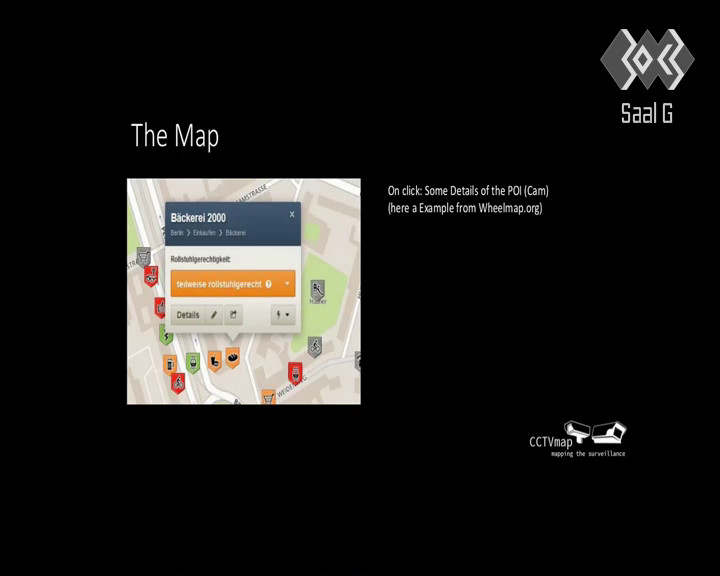 Saal G
The Map
On click: Some Details of the POI (Cam)
(here a Example from Wheelmap.org)
Bäckerei 2000
x
Berlin > Einkaufen > Bäckerei
Rollstuhlgerechtigkeit:
teilweise rollstuhlgerecht ?
Details
CCTVmap
mapping the surveillance